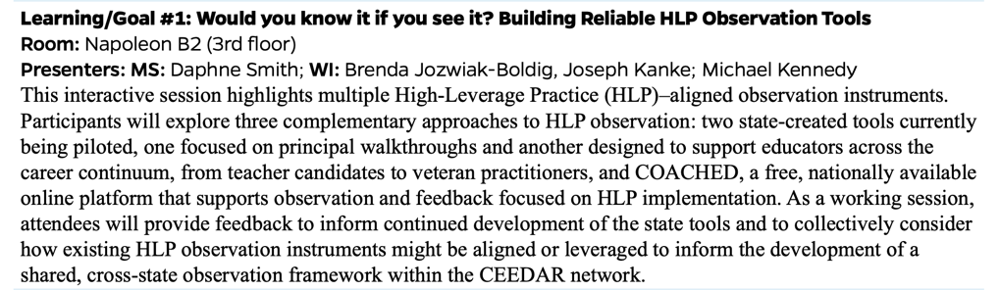 Learning/Goal #1: Would you know it if you see it? Building Reliable HLP Observation Tools
Room: Napoleon B2 (3rd floor)
Presenters: MS: Daphne Smith; WI: Brenda Jozwiak-Boldig, Joseph Kanke; Michael Kennedy
This interactive session highlights multiple High-Leverage Practice (HLP)–aligned observation instruments.
Participants will explore three complementary approaches to HLP observation: two state-created tools currently
being piloted, one focused on principal walkthroughs and another designed to support educators across the
career continuum, from teacher candidates to veteran practitioners, and COACHED, a free, nationally available
online platform that supports observation and feedback focused on HLP implementation. As a working session,
attendees will provide feedback to inform continued development of the state tools and to collectively consider
how existing HLP observation instruments might be aligned or leveraged to inform the development of a
shared, cross-state observation framework within the CEEDAR network.